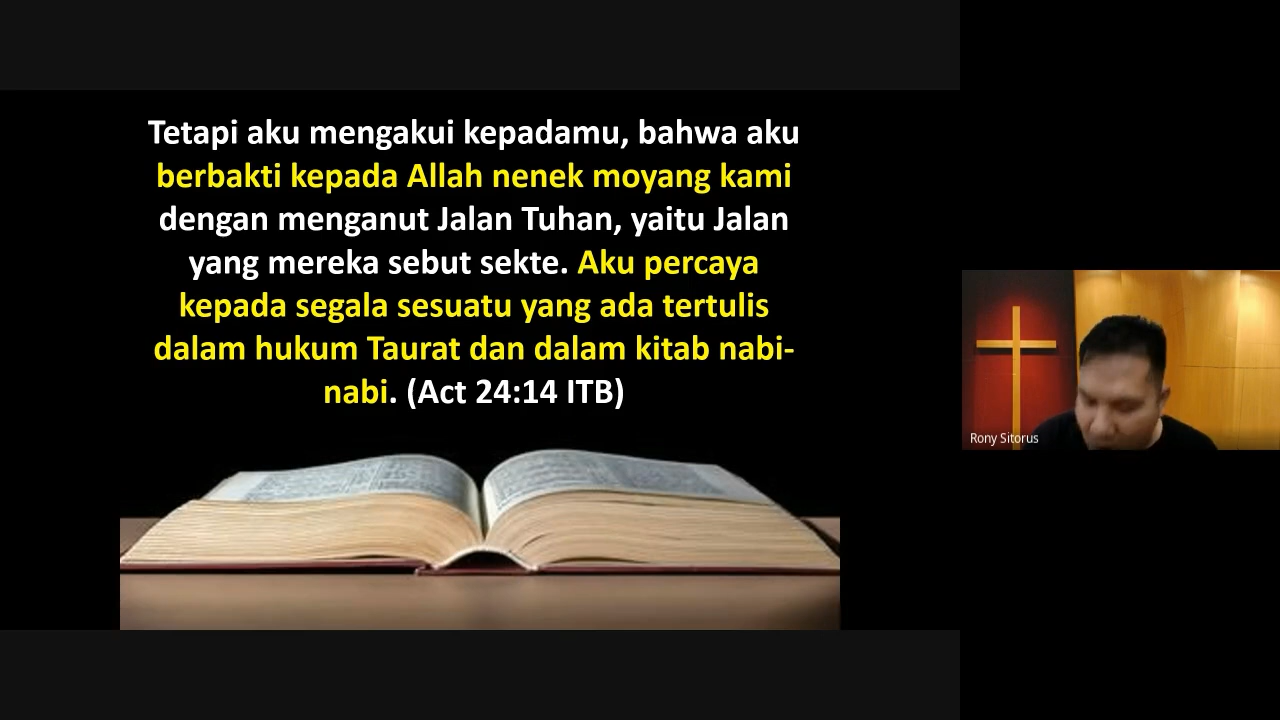 Tetapi aku mengakui kepadamu, bahwa aku
berbakti kepada Allah nenek moyang kami
dengan menganut Jalan Tuhan, yaitu Jalan
yang mereka sebut sekte. Aku percaya
kepada segala sesuatu yang ada tertulis
dalam hukum Taurat dan dalam kitab nabi-
nabi. (Act 24:14 ITB)
Rony Sitorus